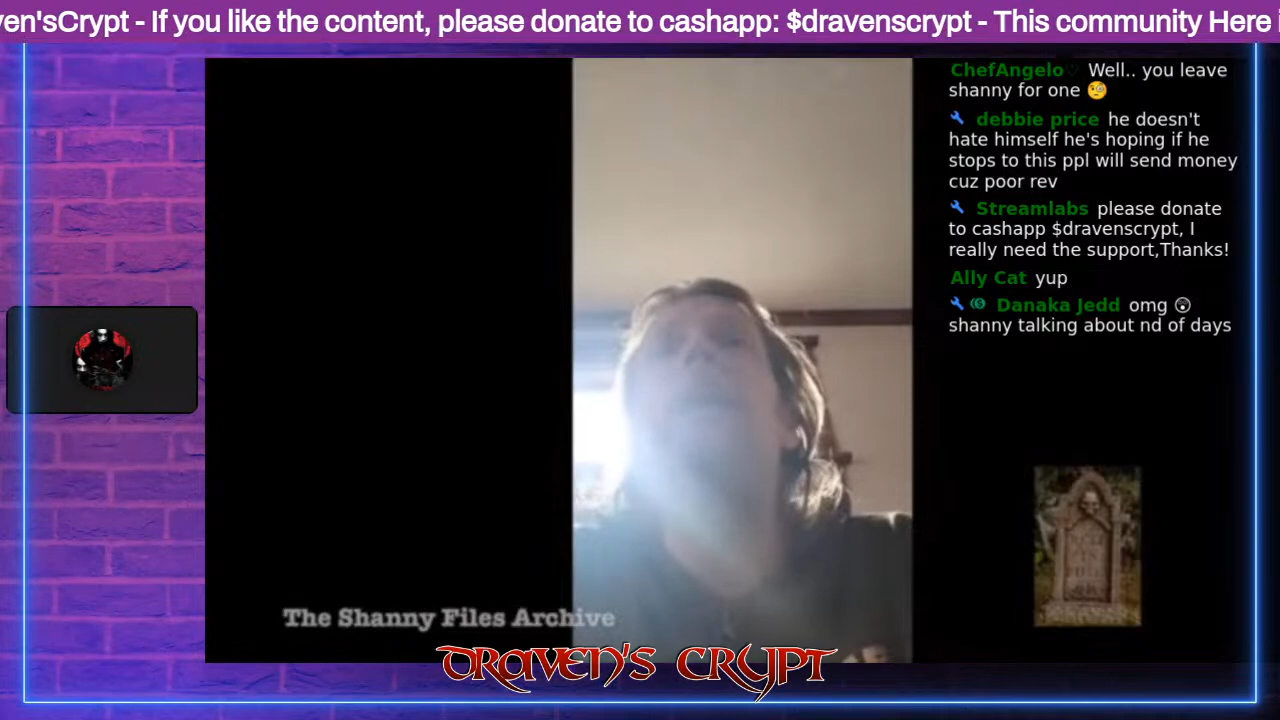 ven'sCrypt - If you like the content, please donate to cashapp: $dravenscrypt - This community Here i
ChefAngelo Well.. you leave
shanny for one 🧐
debbie price he doesn't
hate himself he's hoping if he
stops to this ppl will send money
cuz poor rev
Streamlabs please donate
to cashapp $dravenscrypt, I
really need the support,Thanks!
Ally Cat yup
Danaka Jedd omg 😲
shanny talking about nd of days
The Shanny Files Archive
DRAVEN'S CRYPT